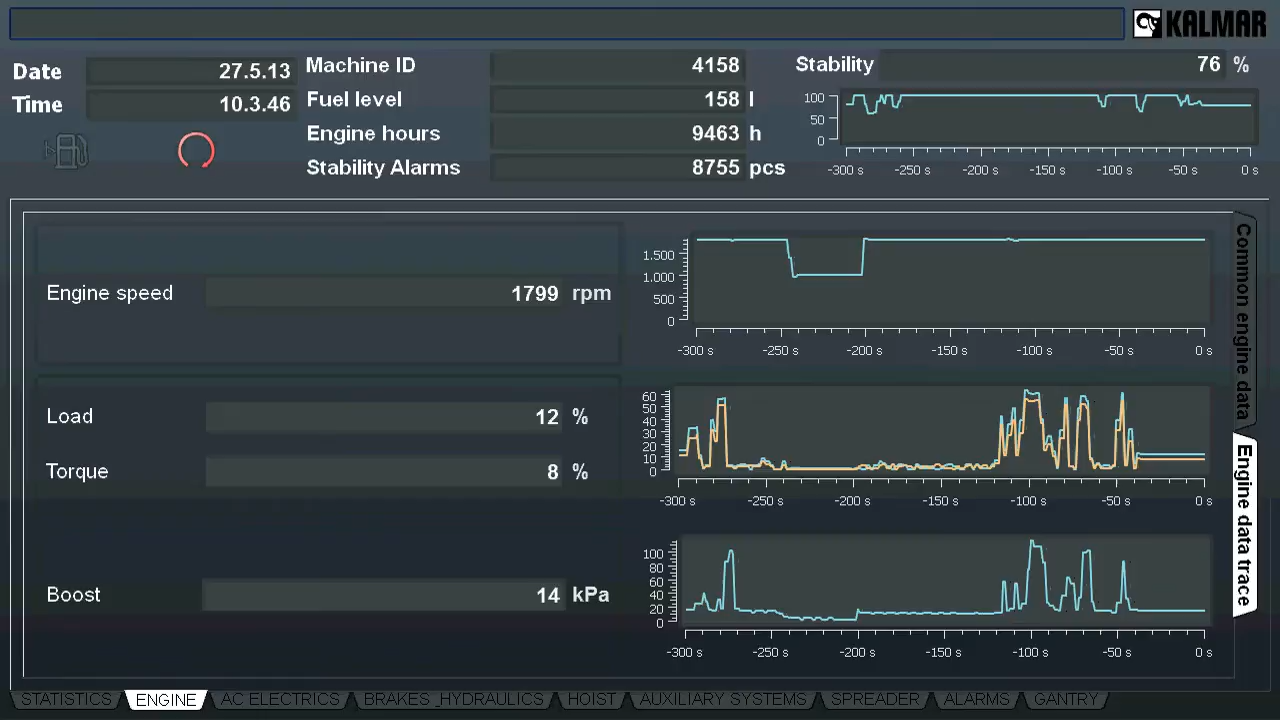 KALMAR
Date 27.5.13
Time 10.3.46
Machine ID 4158
Fuel level 158 l
Engine hours 9463 h
Stability Alarms 8755 pcs
Stability 76 %
100
50
0
-300 s -250 s -200 s -150 s -100 s -50 s 0 s
Engine speed 1799 rpm
1.500
1.000
500
0
-300 s -250 s -200 s -150 s -100 s -50 s 0 s
Load 12 %
Torque 8 %
60
50
40
30
20
10
0
-300 s -250 s -200 s -150 s -100 s -50 s 0 s
Boost 14 kPa
100
80
60
40
20
0
-300 s -250 s -200 s -150 s -100 s -50 s 0 s
Common engine data
Engine data trace
STATISTICS ENGINE AC ELECTRICS BRAKES _HYDRAULICS HOIST AUXILIARY SYSTEMS SPREADER ALARMS GANTRY